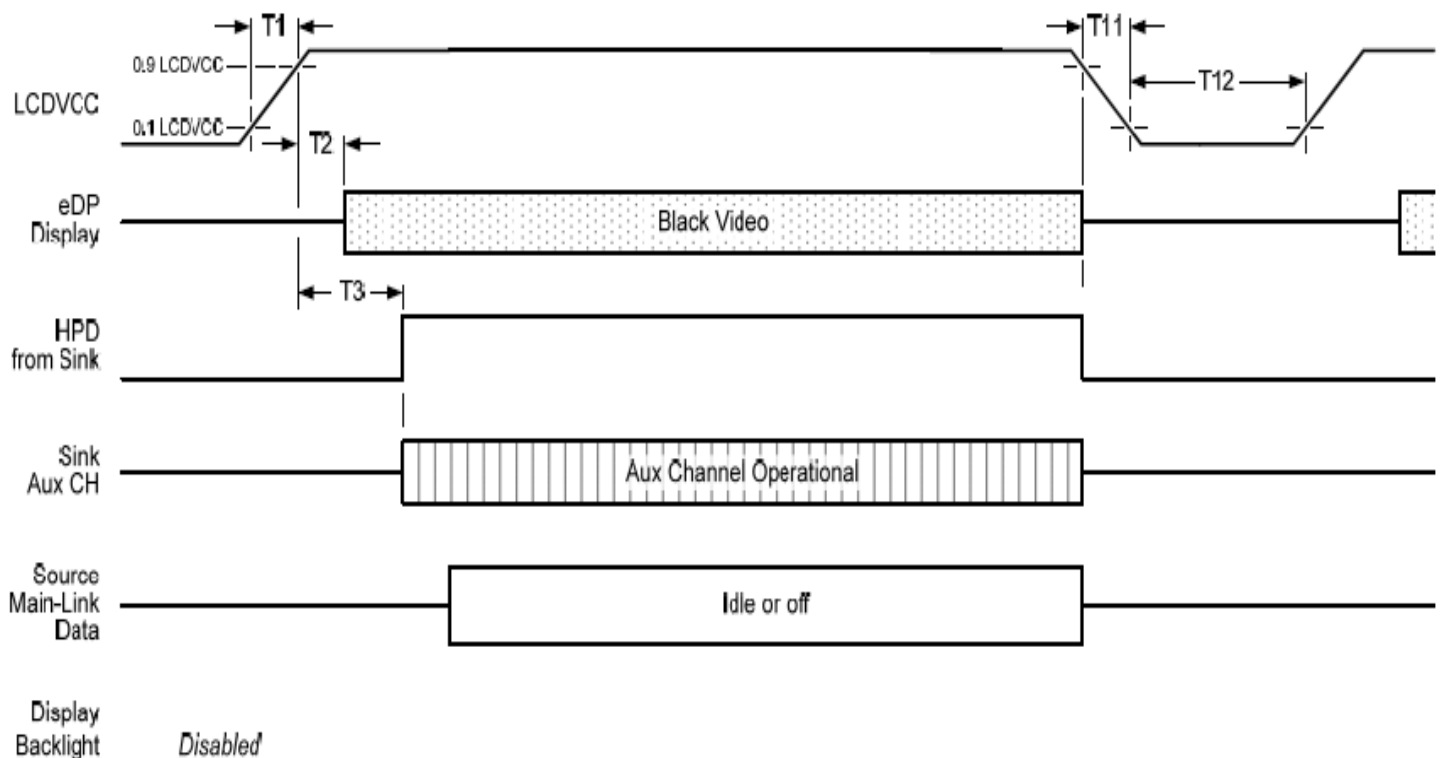 T1
T11
0.9 LCDVCC
T12
LCDVCC
0.1 LCDVCC
T2
eDP
Display
Black Video
T3
HPD
from Sink
Sink
Aux CH
Aux Channel Operational
Source
Main-Link
Data
Idle or off
Display
Backlight
Disabled